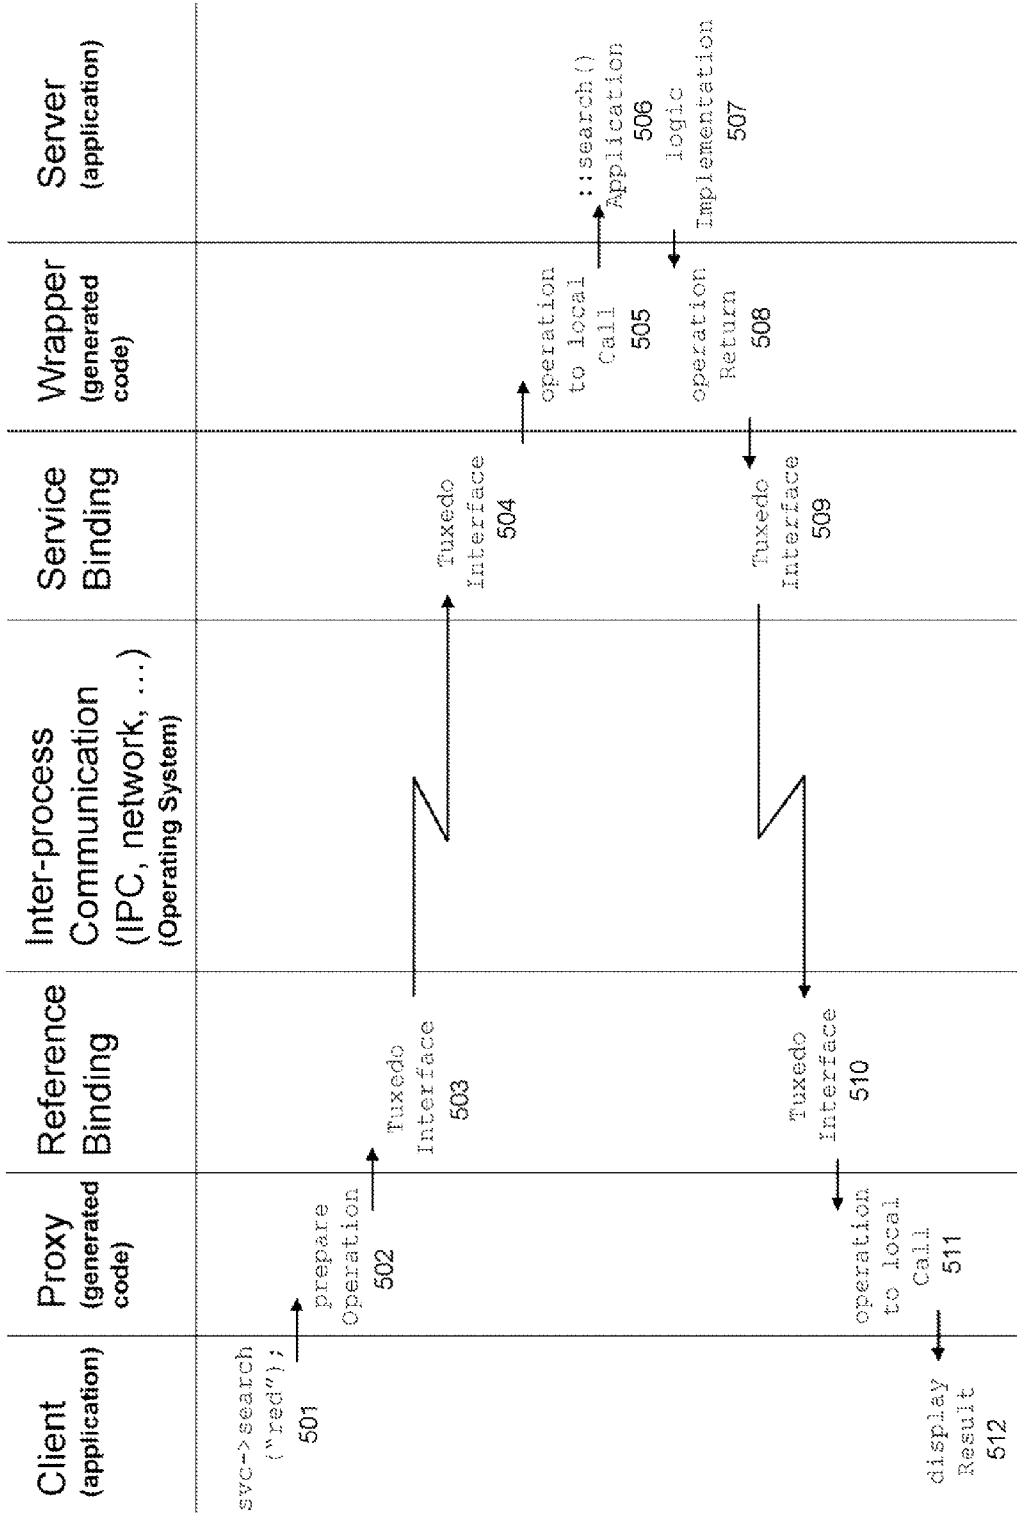 Client
(application)
Proxy
(generated
code)
Reference
Binding
Inter-process
Communication
(IPC, network, ...)
(Operating System)
Service
Binding
Wrapper
(generated
code)
Server
(application)
svc->search
("red");
501
prepare
Operation
502
Tuxedo
Interface
503
Tuxedo
Interface
504
operation
to local
Call
505
::search()
Application
506
logic
Implementation
507
operation
Return
508
Tuxedo
Interface
509
Tuxedo
Interface
510
operation
to local
Call
511
display
Result
512